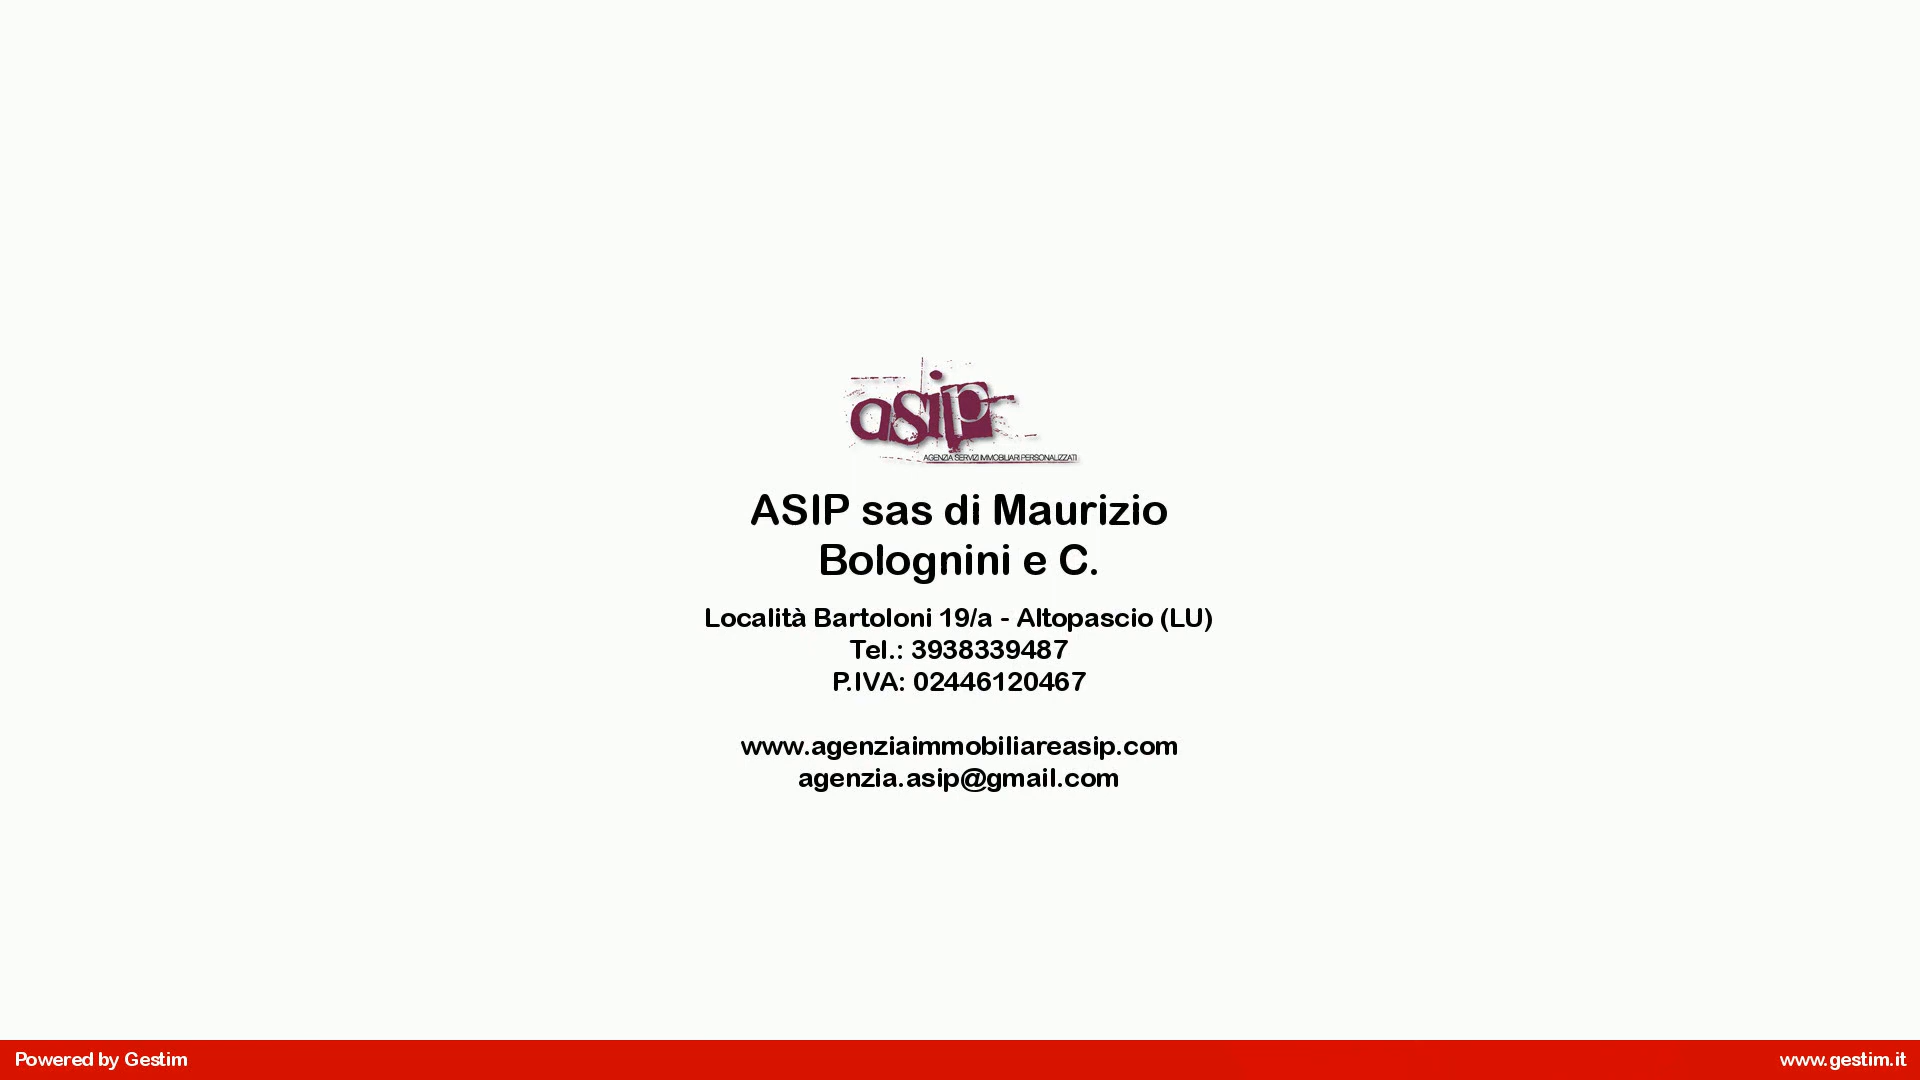 asip
AGENZIA SERVIZI IMMOBILIARI PERSONALIZZATI
ASIP sas di Maurizio
Bolognini e C.
Località Bartoloni 19/a - Altopascio (LU)
Tel.: 3938339487
P.IVA: 02446120467
www.agenziaimmobiliareasip.com
agenzia.asip@gmail.com
Powered by Gestim
www.gestim.it